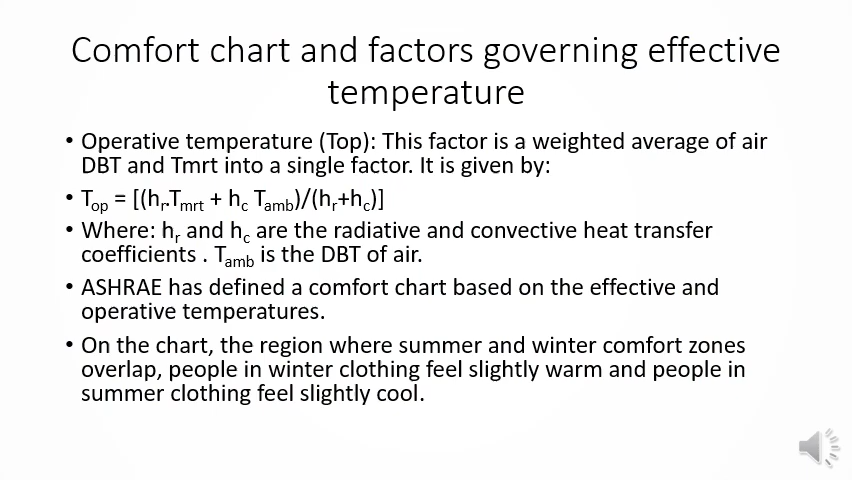 Comfort chart and factors governing effective
temperature
• Operative temperature (Top): This factor is a weighted average of air
DBT and Tmrt into a single factor. It is given by:
• Top = [(hr.Tmrt + hc Tamb)/(hr+hc)]
• Where: hr and hc are the radiative and convective heat transfer
coefficients . Tamb is the DBT of air.
• ASHRAE has defined a comfort chart based on the effective and
operative temperatures.
• On the chart, the region where summer and winter comfort zones
overlap, people in winter clothing feel slightly warm and people in
summer clothing feel slightly cool.